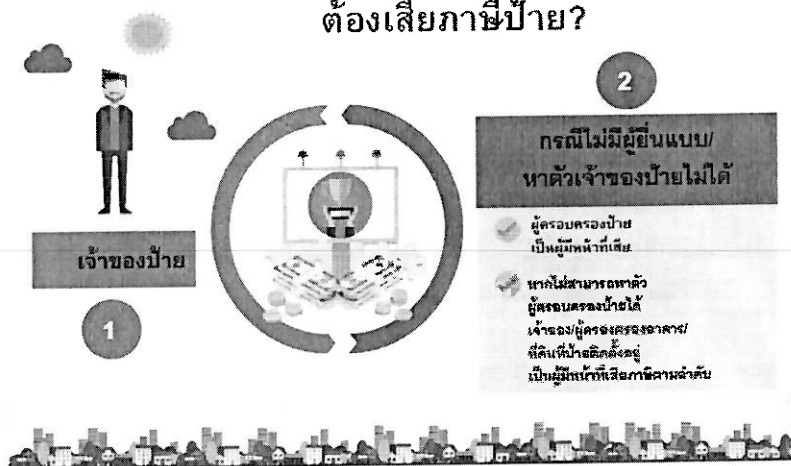 ต้องเสียภาษีป้าย?
เจ้าของป้าย
1
2
กรณีไม่มีผู้ยื่นแบบ/
หาตัวเจ้าของป้ายไม่ได้
ผู้ครอบครองป้าย
เป็นผู้มีหน้าที่เสีย
หากไม่สามารถหาตัว
ผู้ครอบครองป้ายได้
เจ้าของ/ผู้ครองครองอาคาร/
ที่ดินที่ป้ายติดตั้งอยู่
เป็นผู้มีหน้าที่เสียภาษีตามลำดับ